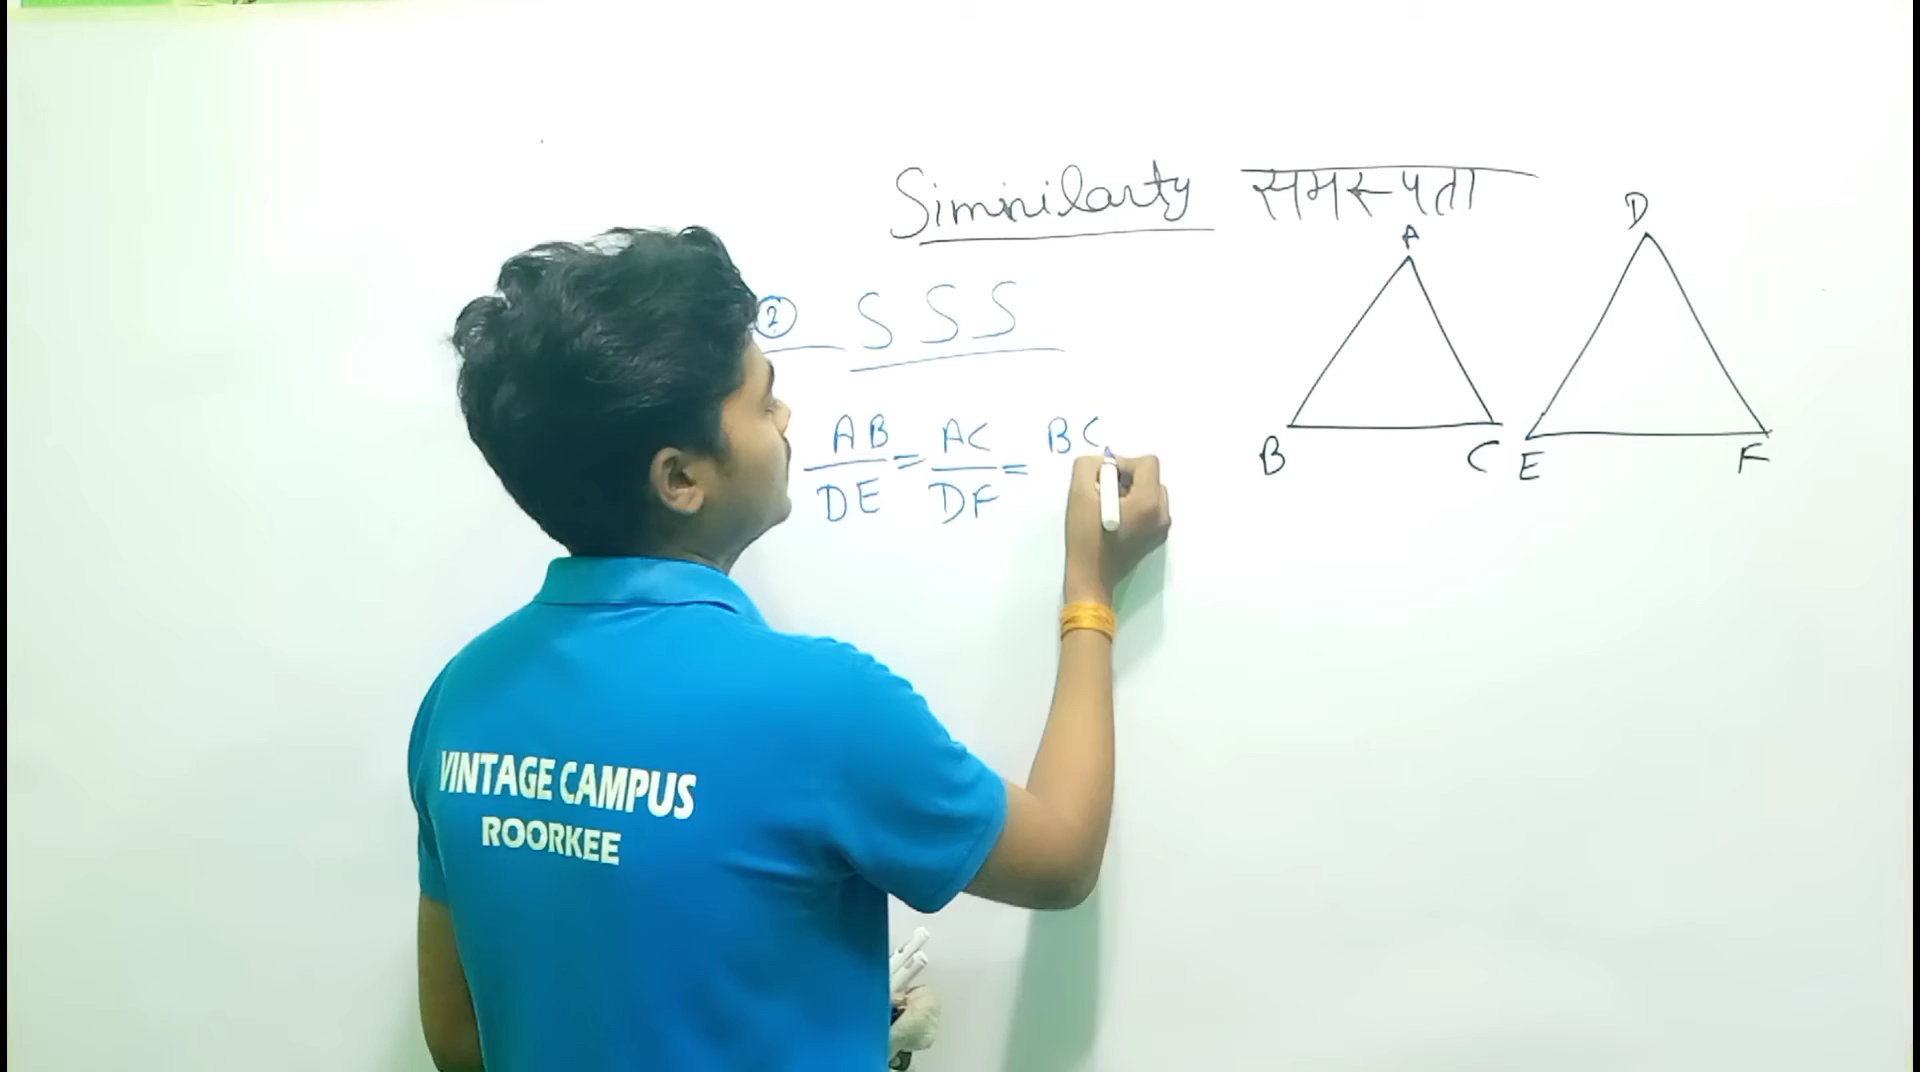 Siminilarty समरूपता
② SSS
AB/DE = AC/DF = BC
A
B C
D
E F
VINTAGE CAMPUS
ROORKEE